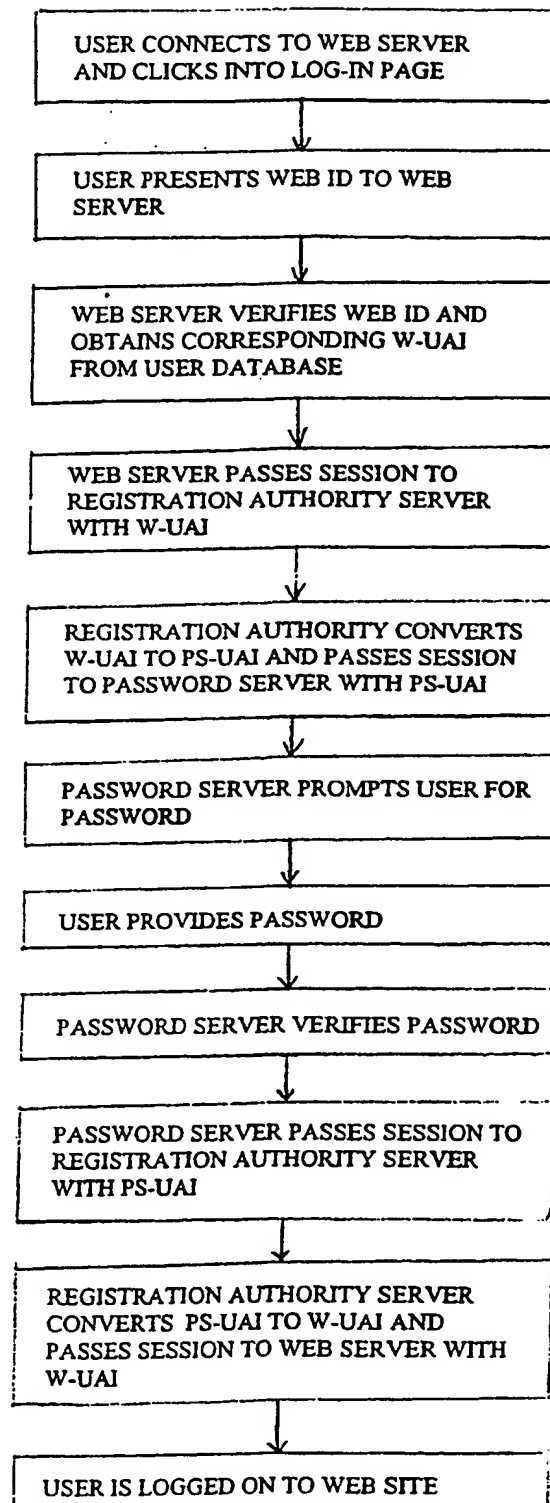 USER CONNECTS TO WEB SERVER
AND CLICKS INTO LOG-IN PAGE
USER PRESENTS WEB ID TO WEB
SERVER
WEB SERVER VERIFIES WEB ID AND
OBTAINS CORRESPONDING W-UAI
FROM USER DATABASE
WEB SERVER PASSES SESSION TO
REGISTRATION AUTHORITY SERVER
WITH W-UAI
REGISTRATION AUTHORITY CONVERTS
W-UAI TO PS-UAI AND PASSES SESSION
TO PASSWORD SERVER WITH PS-UAI
PASSWORD SERVER PROMPTS USER FOR
PASSWORD
USER PROVIDES PASSWORD
PASSWORD SERVER VERIFIES PASSWORD
PASSWORD SERVER PASSES SESSION TO
REGISTRATION AUTHORITY SERVER
WITH PS-UAI
REGISTRATION AUTHORITY SERVER
CONVERTS PS-UAI TO W-UAI AND
PASSES SESSION TO WEB SERVER WITH
W-UAI
USER IS LOGGED ON TO WEB SITE